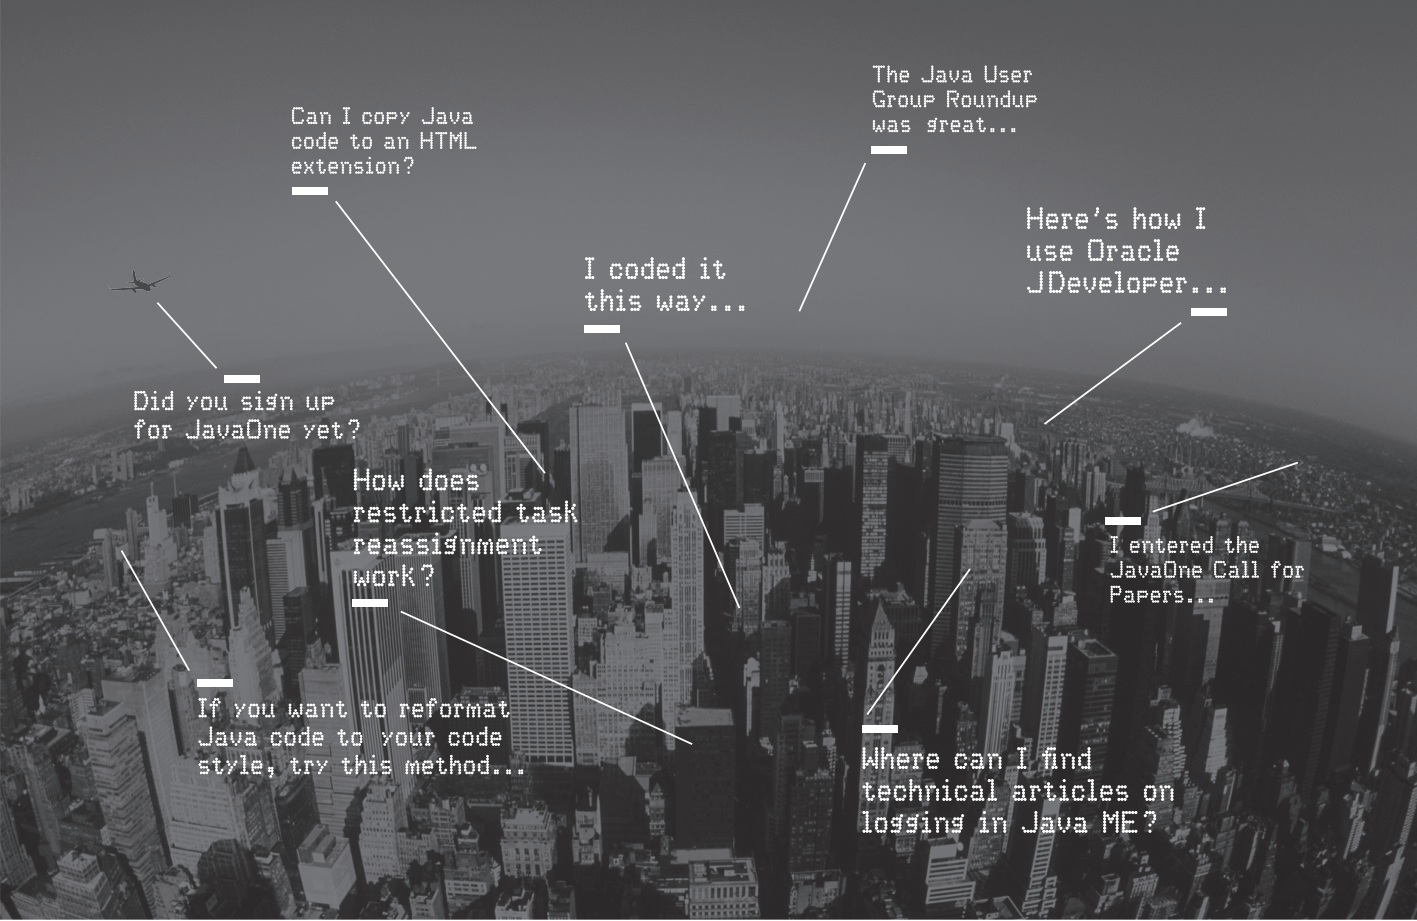 The Java User
Group Roundup
was great...
Can I copy Java
code to an HTML
extension?
Here's how I
use Oracle
JDeveloper...
I coded it
this way...
Did you sign up
for JavaOne yet?
How does
restricted task
reassignment
work?
I entered the
JavaOne Call for
Papers...
If you want to reformat
Java code to your code
style, try this method...
Where can I find
technical articles on
logging in Java ME?